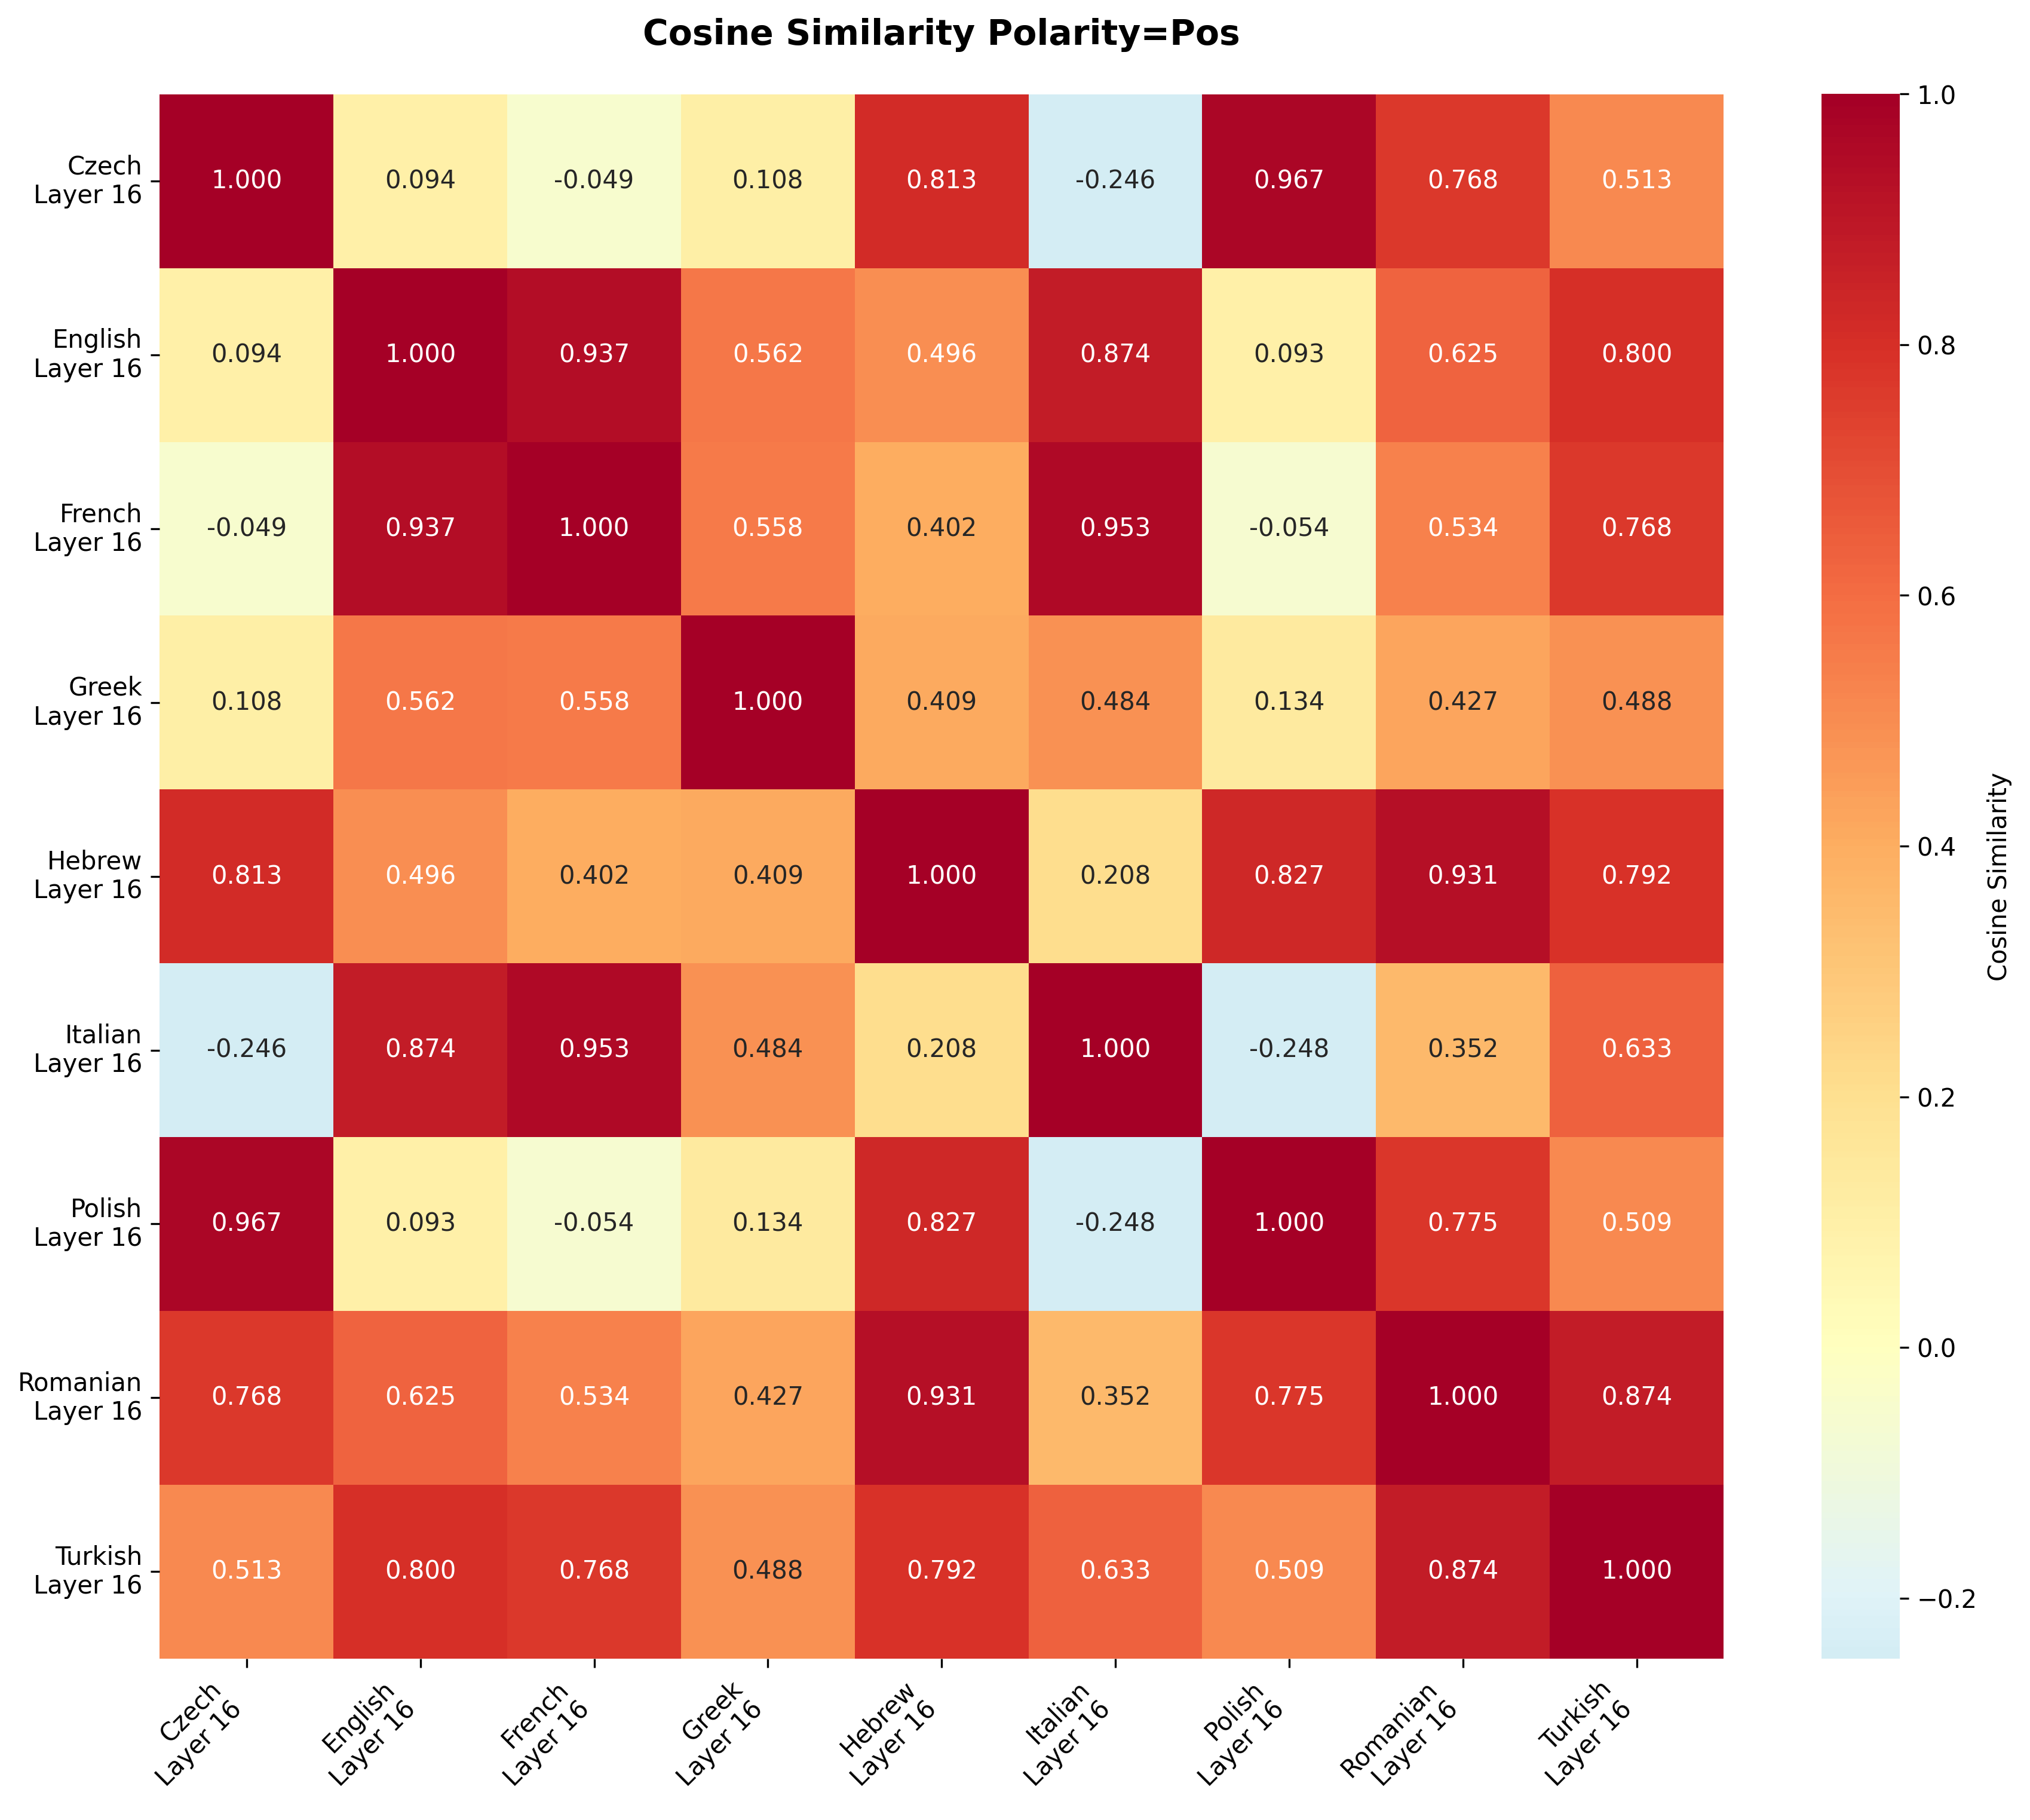 Cosine Similarity Polarity=Pos
Czech
Layer 16
1.000 0.094 -0.049 0.108 0.813 -0.246 0.967 0.768 0.513
English
Layer 16
0.094 1.000 0.937 0.562 0.496 0.874 0.093 0.625 0.800
French
Layer 16
-0.049 0.937 1.000 0.558 0.402 0.953 -0.054 0.534 0.768
Greek
Layer 16
0.108 0.562 0.558 1.000 0.409 0.484 0.134 0.427 0.488
Hebrew
Layer 16
0.813 0.496 0.402 0.409 1.000 0.208 0.827 0.931 0.792
Italian
Layer 16
-0.246 0.874 0.953 0.484 0.208 1.000 -0.248 0.352 0.633
Polish
Layer 16
0.967 0.093 -0.054 0.134 0.827 -0.248 1.000 0.775 0.509
Romanian
Layer 16
0.768 0.625 0.534 0.427 0.931 0.352 0.775 1.000 0.874
Turkish
Layer 16
0.513 0.800 0.768 0.488 0.792 0.633 0.509 0.874 1.000
Czech
Layer 16
English
Layer 16
French
Layer 16
Greek
Layer 16
Hebrew
Layer 16
Italian
Layer 16
Polish
Layer 16
Romanian
Layer 16
Turkish
Layer 16
1.0
0.8
0.6
0.4
0.2
0.0
−0.2
Cosine Similarity